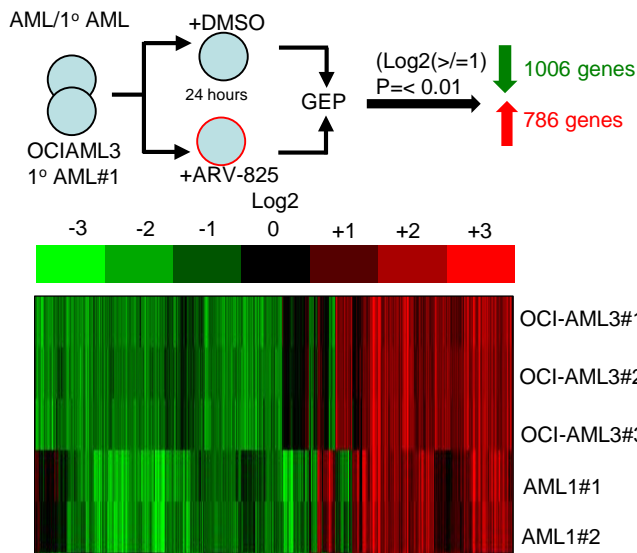 AML/1º AML
+DMSO
24 hours
GEP
(Log2(>/=1)
P=< 0.01
1006 genes
786 genes
OCIAML3
1º AML#1
+ARV-825
Log2
-3 -2 -1 0 +1 +2 +3
OCI-AML3#1
OCI-AML3#2
OCI-AML3#3
AML1#1
AML1#2